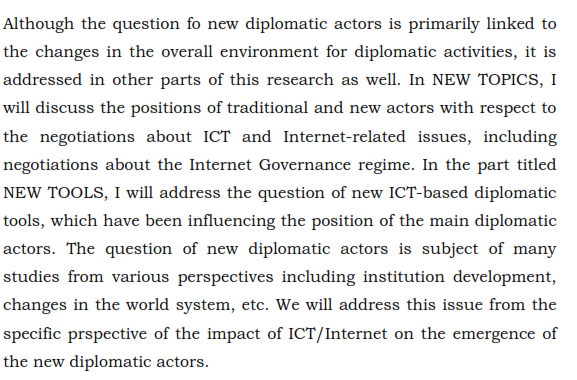 Although the question fo new diplomatic actors is primarily linked to
the changes in the overall environment for diplomatic activities, it is
addressed in other parts of this research as well. In NEW TOPICS, I
will discuss the positions of traditional and new actors with respect to
the negotiations about ICT and Internet-related issues, including
negotiations about the Internet Governance regime. In the part titled
NEW TOOLS, I will address the question of new ICT-based diplomatic
tools, which have been influencing the position of the main diplomatic
actors. The question of new diplomatic actors is subject of many
studies from various perspectives including institution development,
changes in the world system, etc. We will address this issue from the
specific prspective of the impact of ICT/Internet on the emergence of
the new diplomatic actors.